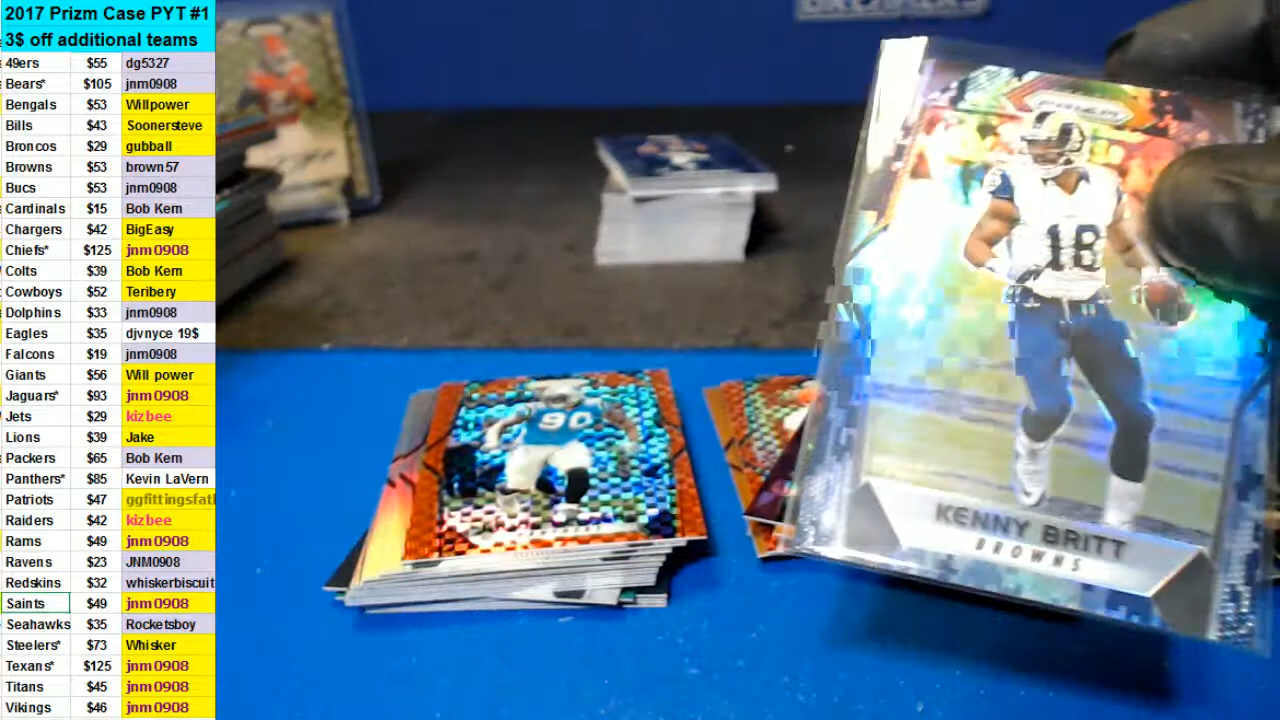 2017 Prizm Case PYT #1
3$ off additional teams
49ers $55 dg5327
Bears* $105 jnm0908
Bengals $53 Willpower
Bills $43 Soonersteve
Broncos $29 gubball
Browns $53 brown57
Bucs $53 jnm0908
Cardinals $15 Bob Kern
Chargers $42 BigEasy
Chiefs* $125 jnm0908
Colts $39 Bob Kern
Cowboys $52 Teribery
Dolphins $33 jnm0908
Eagles $35 djvnyce 19$
Falcons $19 jnm0908
Giants $56 Will power
Jaguars* $93 jnm0908
Jets $29 kizbee
Lions $39 Jake
Packers $65 Bob Kern
Panthers* $85 Kevin LaVern
Patriots $47 ggfittingsfatl
Raiders $42 kizbee
Rams $49 jnm0908
Ravens $23 JNM0908
Redskins $32 whiskerbiscuit
Saints $49 jnm0908
Seahawks $35 Rocketsboy
Steelers* $73 Whisker
Texans* $125 jnm0908
Titans $45 jnm0908
Vikings $46 jnm0908
PRIZM
18
KENNY BRITT
BROWNS
90